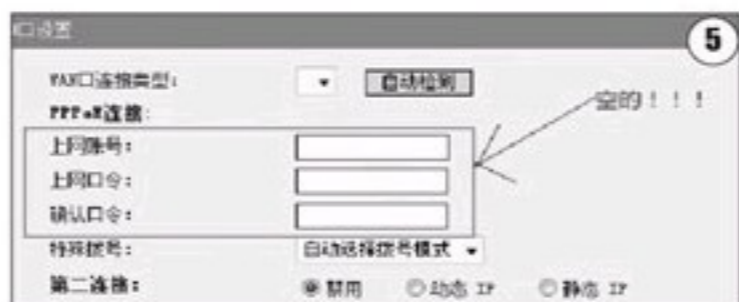 口设置
5
WAN口连接类型： 自动检测
PPPoE连接：
空的！！！
上网账号：
上网口令：
确认口令：
特殊拨号： 自动选择拨号模式
第二连接： 禁用 动态 IP 静态 IP